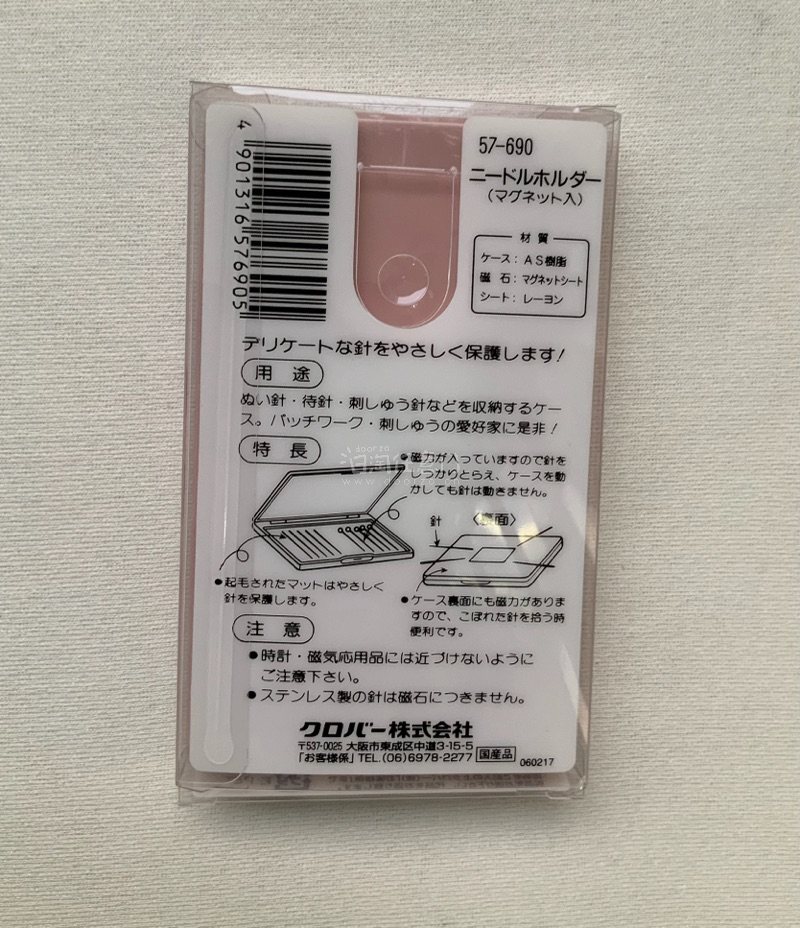 4 901316 576905
57-690
ニードルホルダー
(マグネット入)
材質
ケース:AS樹脂
磁 石:マグネットシート
シート:レーヨン
デリケートな針をやさしく保護します!
用 途
ぬい針・待針・刺しゅう針などを収納するケー
ス。パッチワーク・刺しゅうの愛好家に是非!
特 長
●磁力が入っていますので針を
しっかりとらえ、ケースを動
かしても針は動きません。
針
〈裏面〉
●起毛されたマットはやさしく
針を保護します。
●ケース裏面にも磁力がありま
すので、こぼれた針を拾う時
便利です。
注 意
●時計・磁気応用品には近づけないように
ご注意下さい。
●ステンレス製の針は磁石につきません。
クロバー株式会社
〒537-0025 大阪市東成区中道3-15-5
「お客様係」TEL.(06)6978-2277 国産品
060217